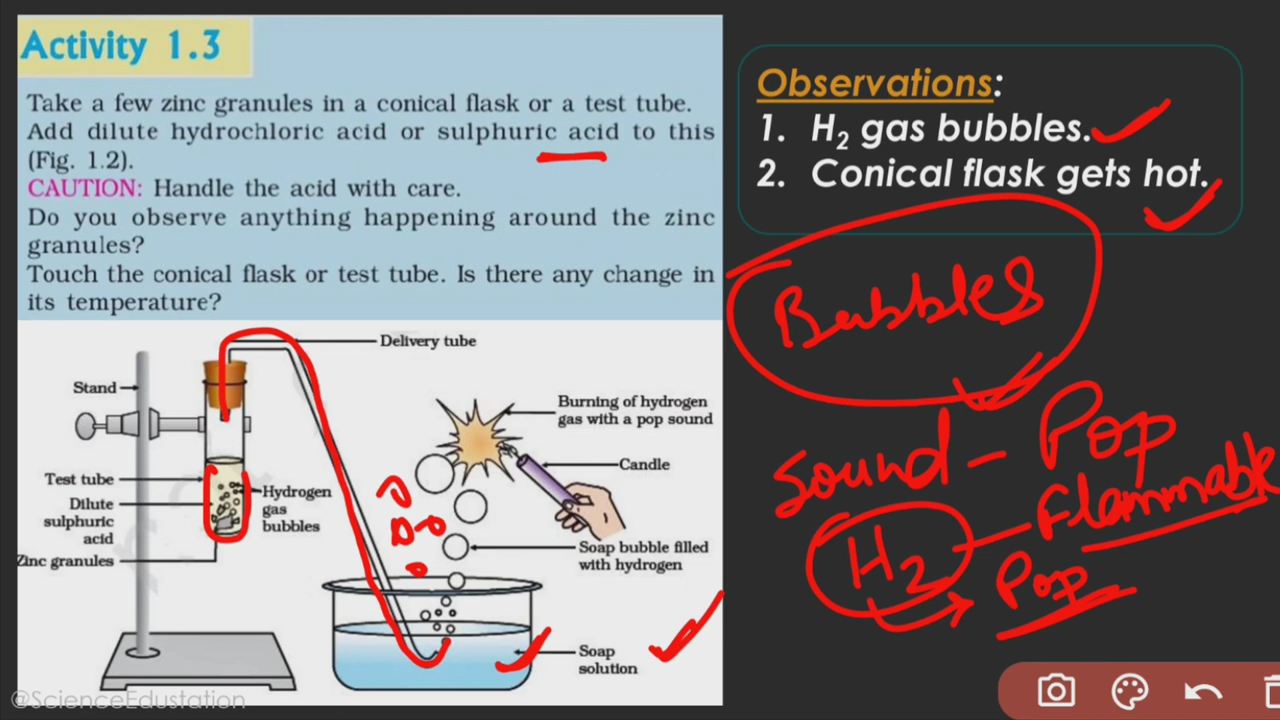 Activity 1.3
Take a few zinc granules in a conical flask or a test tube.
Add dilute hydrochloric acid or sulphuric acid to this
(Fig. 1.2).
CAUTION: Handle the acid with care.
Do you observe anything happening around the zinc
granules?
Touch the conical flask or test tube. Is there any change in
its temperature?
Delivery tube
Stand
Burning of hydrogen
gas with a pop sound
Candle
Test tube
Hydrogen
gas
bubbles
Dilute
sulphuric
acid
Zinc granules
Soap bubble filled
with hydrogen
Soap
solution
@ScienceEdustation
Observations:
1. H₂ gas bubbles.
2. Conical flask gets hot.
Bubbles
Sound - Pop
H₂ - Flammable
Pop